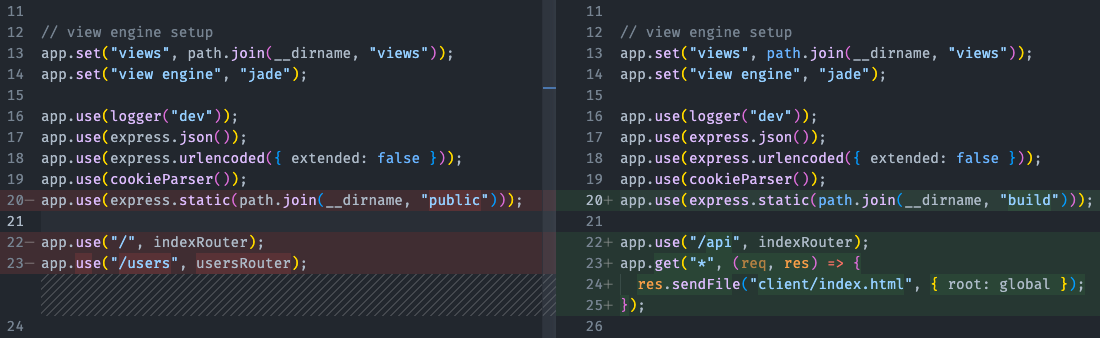 11
12 // view engine setup
13 app.set("views", path.join(__dirname, "views"));
14 app.set("view engine", "jade");
15
16 app.use(logger("dev"));
17 app.use(express.json());
18 app.use(express.urlencoded({ extended: false }));
19 app.use(cookieParser());
20— app.use(express.static(path.join(__dirname, "public")));
21
22— app.use("/", indexRouter);
23— app.use("/users", usersRouter);
24
11
12 // view engine setup
13 app.set("views", path.join(__dirname, "views"));
14 app.set("view engine", "jade");
15
16 app.use(logger("dev"));
17 app.use(express.json());
18 app.use(express.urlencoded({ extended: false }));
19 app.use(cookieParser());
20+ app.use(express.static(path.join(__dirname, "build")));
21
22+ app.use("/api", indexRouter);
23+ app.get("*", (req, res) => {
24+   res.sendFile("client/index.html", { root: global });
25+ });
26